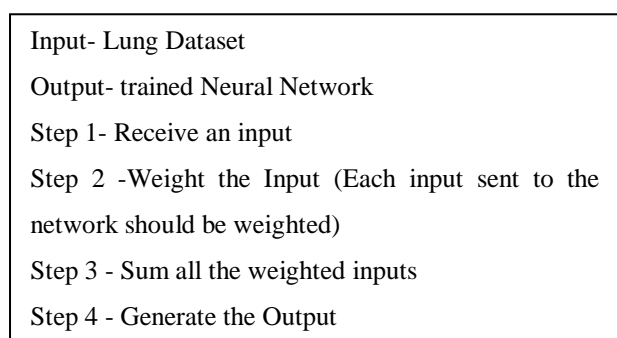 Input- Lung Dataset
Output- trained Neural Network
Step 1- Receive an input
Step 2 -Weight the Input (Each input sent to the
network should be weighted)
Step 3 - Sum all the weighted inputs
Step 4 - Generate the Output